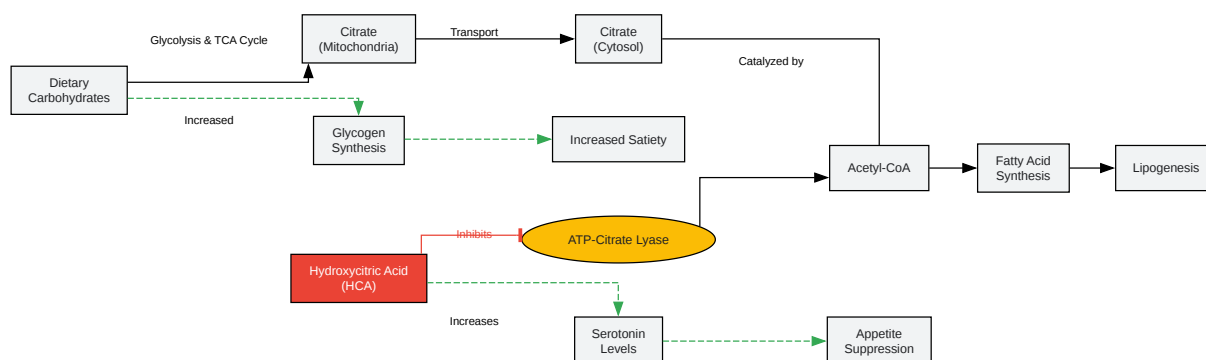 Glycolysis & TCA Cycle
Citrate
(Mitochondria)
Transport
Citrate
(Cytosol)
Catalyzed by
Dietary
Carbohydrates
Increased
Glycogen
Synthesis
Increased Satiety
Acetyl-CoA
Fatty Acid
Synthesis
Lipogenesis
Inhibits
ATP-Citrate Lyase
Hydroxycitric Acid
(HCA)
Increases
Serotonin
Levels
Appetite
Suppression